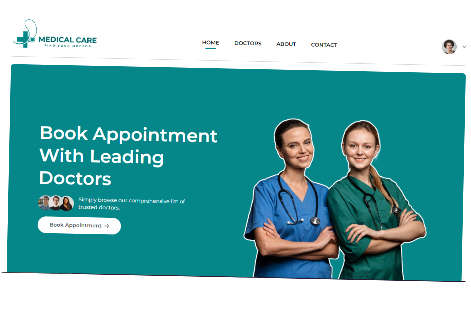 MEDICAL CARE
FIND EASY DOCTOR
HOME
DOCTORS
ABOUT
CONTACT
Book Appointment
With Leading
Doctors
Simply browse our comprehensive list of
trusted doctors.
Book Appointment →